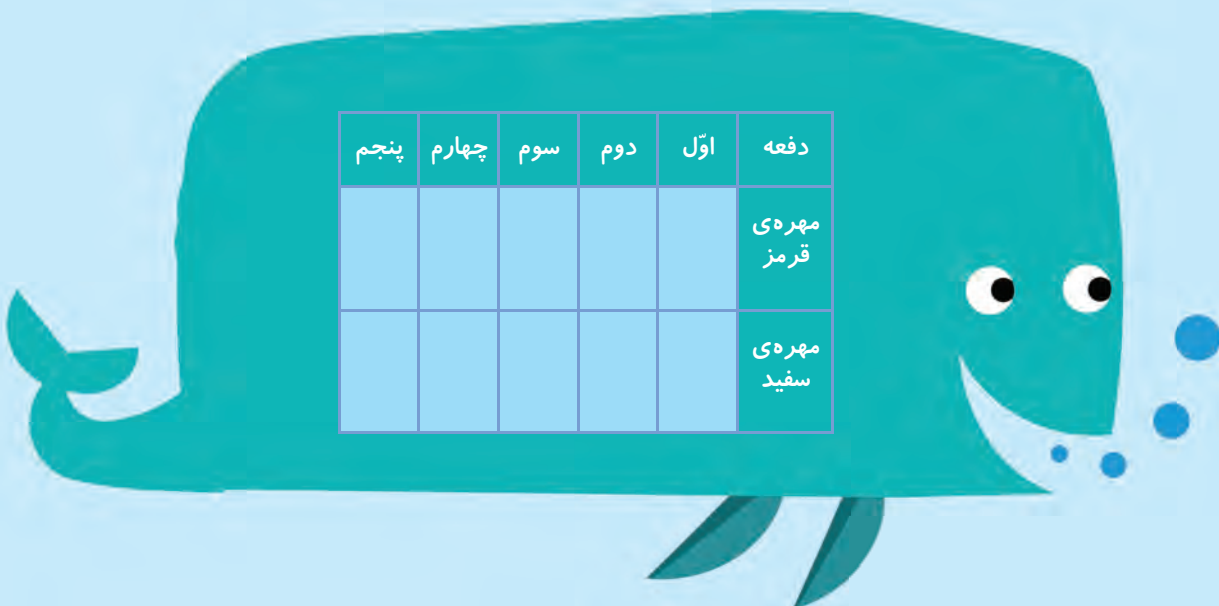 دفعه اوّل دوم سوم چهارم پنجم
مهره‌ی
قرمز
مهره‌ی
سفید